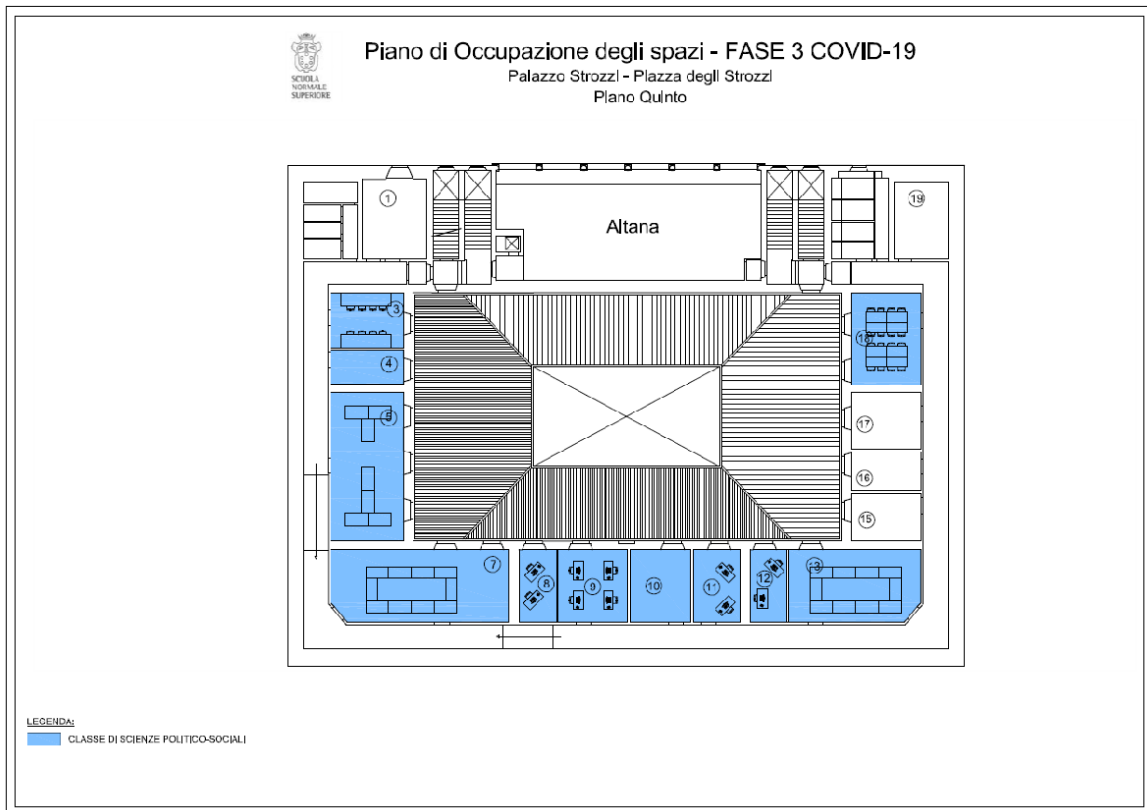 SCUOLA
NORMALE
SUPERIORE
Piano di Occupazione degli spazi - FASE 3 COVID-19
Palazzo Strozzi - Piazza degli Strozzi
Piano Quinto
1
Altana
19
3
18
4
5
17
16
15
7
8
9
10
11
12
13
LEGENDA:
CLASSE DI SCIENZE POLITICO-SOCIALI